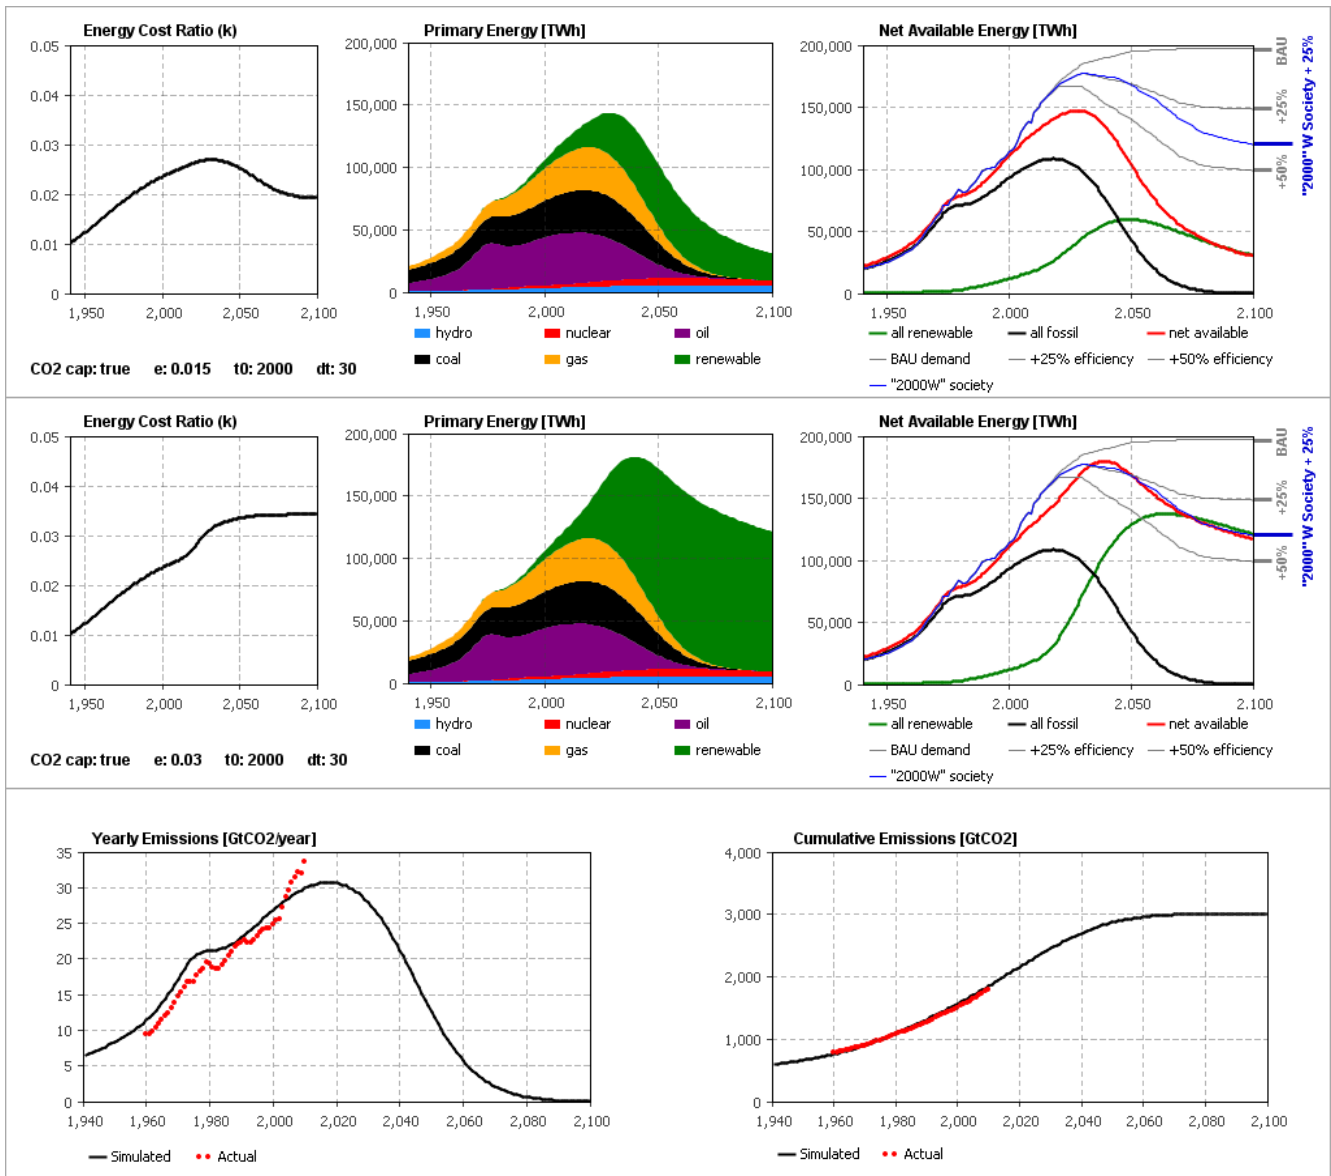 Energy Cost Ratio (k)
0.05
0.04
0.03
0.02
0.01
0
1,950 2,000 2,050 2,100
CO2 cap: true e: 0.015 t0: 2000 dt: 30
Primary Energy [TWh]
200,000
150,000
100,000
50,000
0
1,950 2,000 2,050 2,100
hydro nuclear oil
coal gas renewable
Net Available Energy [TWh]
200,000
150,000
100,000
50,000
0
1.950 2.000 2.050 2.100
BAU
+25%
+50%
"2000"W Society + 25%
all renewable all fossil net available
BAU demand +25% efficiency +50% efficiency
"2000W" society
Energy Cost Ratio (k)
0.05
0.04
0.03
0.02
0.01
0
1,950 2,000 2,050 2,100
CO2 cap: true e: 0.03 t0: 2000 dt: 30
Primary Energy [TWh]
200,000
150,000
100,000
50,000
0
1,950 2,000 2,050 2,100
hydro nuclear oil
coal gas renewable
Net Available Energy [TWh]
200,000
150,000
100,000
50,000
0
1.950 2.000 2.050 2.100
BAU
+25%
+50%
"2000"W Society + 25%
all renewable all fossil net available
BAU demand +25% efficiency +50% efficiency
"2000W" society
Yearly Emissions [GtCO2/year]
35
30
25
20
15
10
5
0
1,940 1,960 1,980 2,000 2,020 2,040 2,060 2,080 2,100
Simulated Actual
Cumulative Emissions [GtCO2]
4,000
3,000
2,000
1,000
0
1,940 1,960 1,980 2,000 2,020 2,040 2,060 2,080 2,100
Simulated Actual